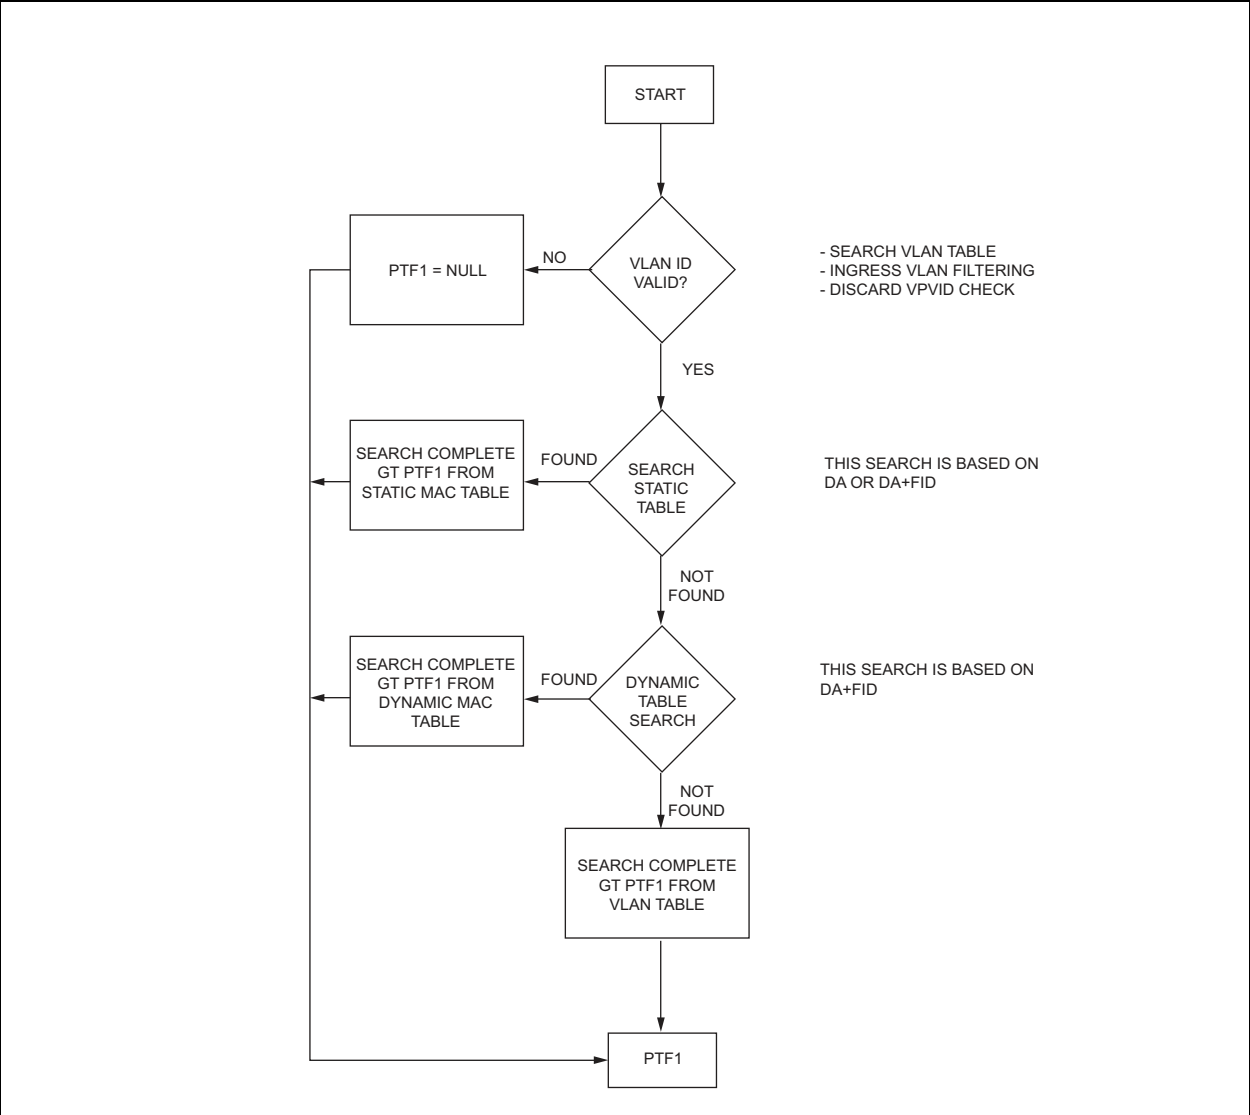 START
VLAN ID
VALID?
NO
PTF1 = NULL
- SEARCH VLAN TABLE
- INGRESS VLAN FILTERING
- DISCARD VPVID CHECK
YES
SEARCH
STATIC
TABLE
FOUND
SEARCH COMPLETE
GT PTF1 FROM
STATIC MAC TABLE
THIS SEARCH IS BASED ON
DA OR DA+FID
NOT
FOUND
DYNAMIC
TABLE
SEARCH
FOUND
SEARCH COMPLETE
GT PTF1 FROM
DYNAMIC MAC
TABLE
THIS SEARCH IS BASED ON
DA+FID
NOT
FOUND
SEARCH COMPLETE
GT PTF1 FROM
VLAN TABLE
PTF1